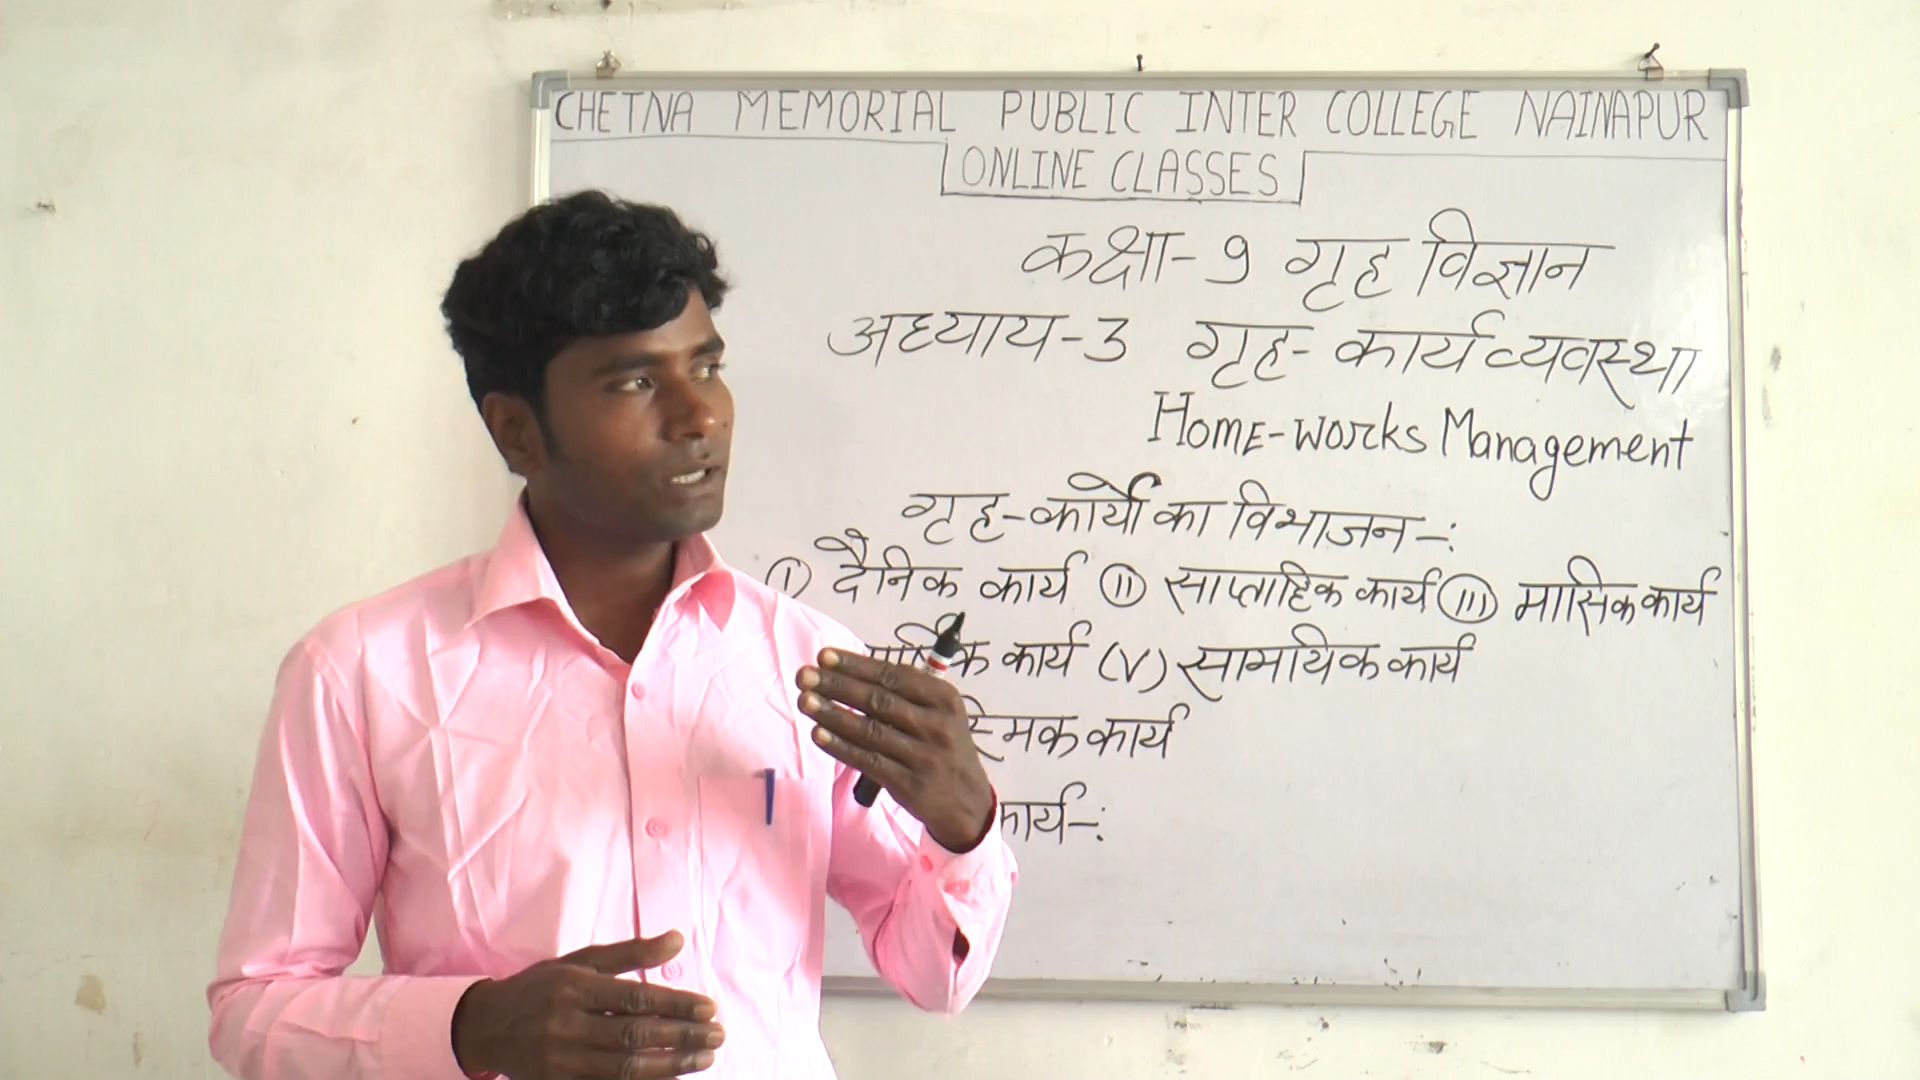 CHETNA MEMORIAL PUBLIC INTER COLLEGE NAINAPUR
ONLINE CLASSES
कक्षा-9 गृह विज्ञान
अध्याय-3 गृह-कार्य व्यवस्था
HOME-WORKS Management
गृह-कार्यों का विभाजन-:
(I) दैनिक कार्य (II) साप्ताहिक कार्य (III) मासिक कार्य
कार्य (V) सामयिक कार्य
कार्य
कार्य-: